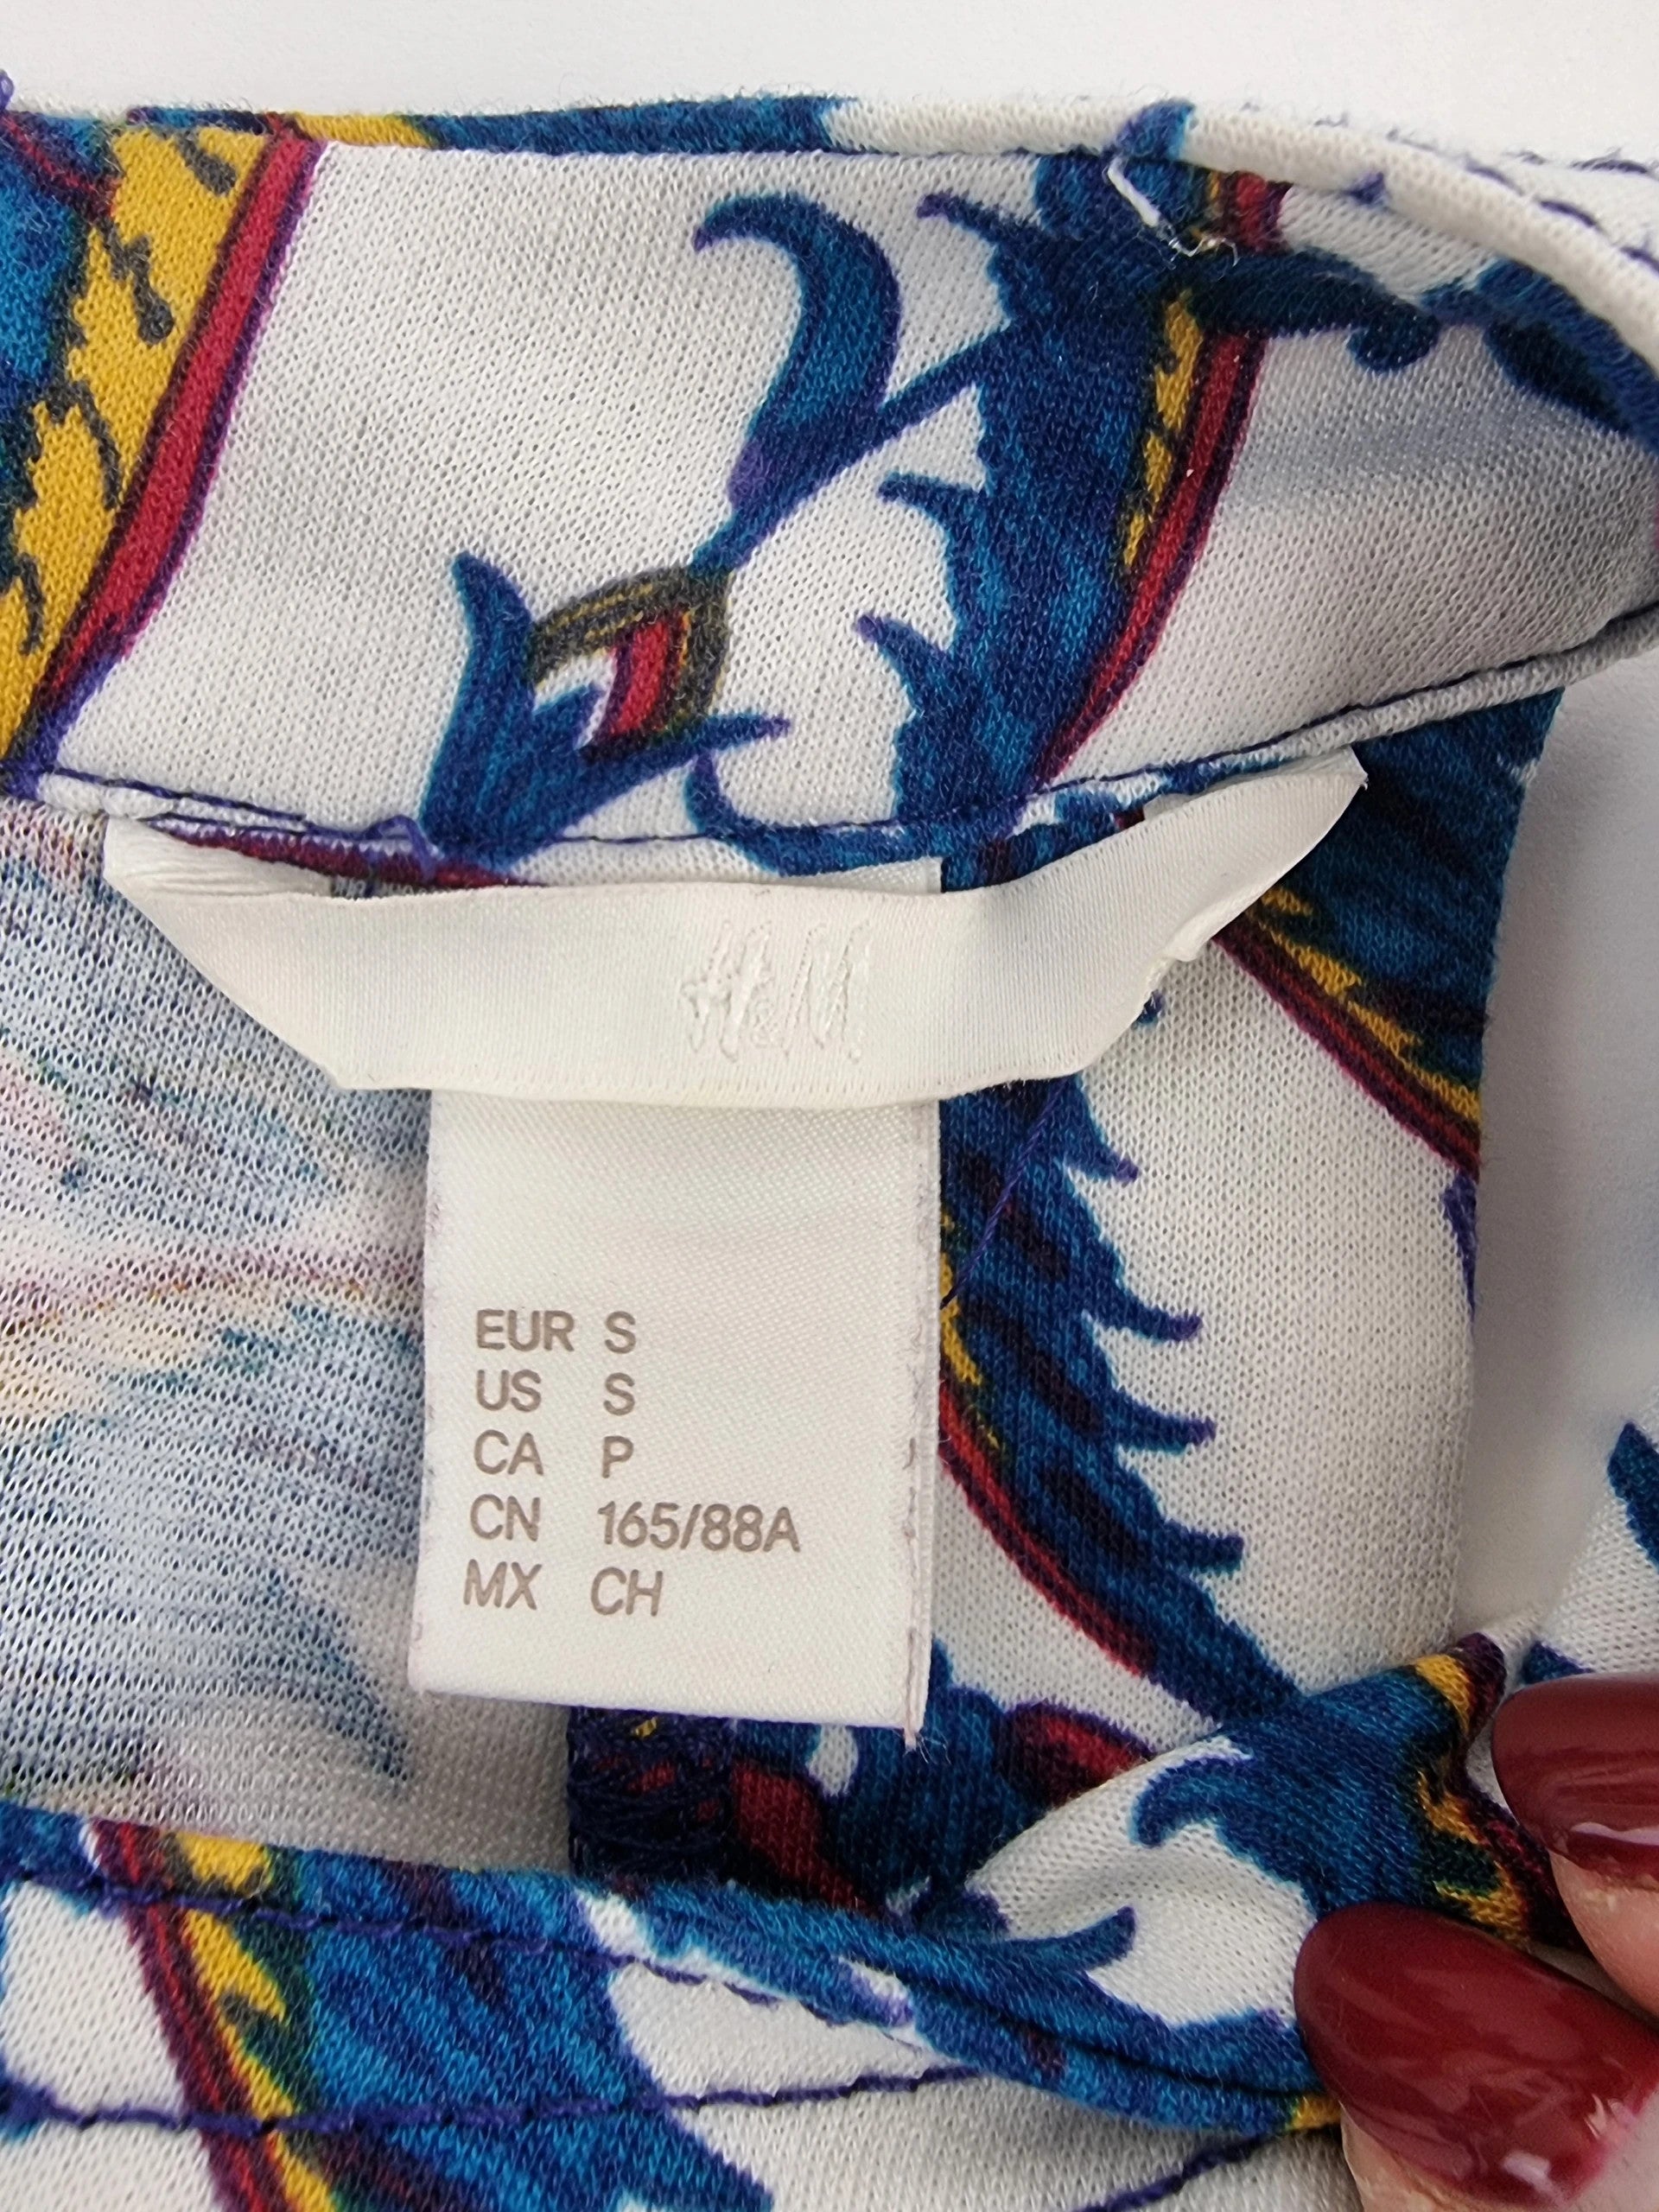 H&M
EUR S
US S
CA P
CN 165/88A
MX CH